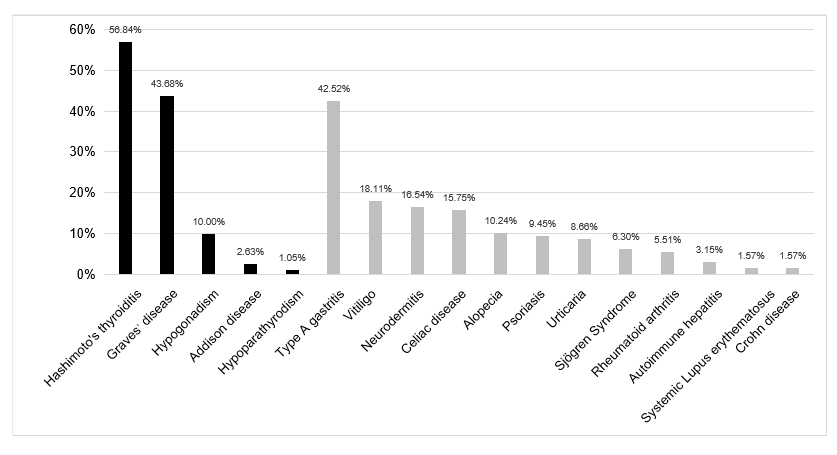 60%
50%
40%
30%
20%
10%
0%
56.84%
43.68%
10.00%
2.63%
1.05%
42.52%
18.11%
16.54%
15.75%
10.24%
9.45%
8.66%
6.30%
5.51%
3.15%
1.57%
1.57%
Hashimoto's thyroiditis
Graves' disease
Hypogonadism
Addison disease
Hypoparathyrodism
Type A gastritis
Vitiligo
Neurodermitis
Celiac disease
Alopecia
Psoriasis
Urticaria
Sjögren Syndrome
Rheumatoid arthritis
Autoimmune hepatitis
Systemic Lupus erythematosus
Crohn disease